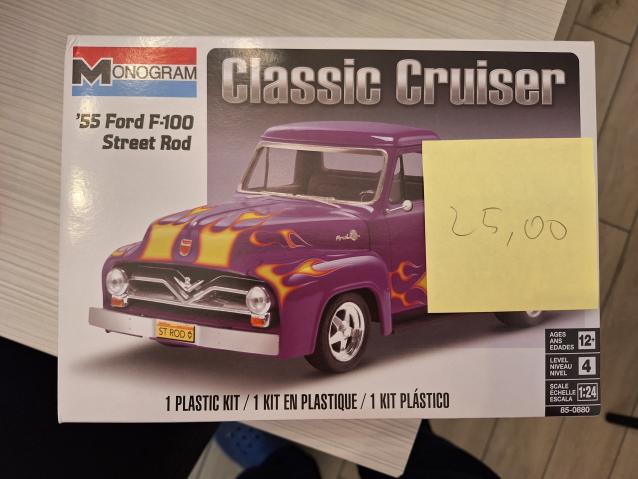 MONOGRAM
Classic Cruiser
'55 Ford F-100
Street Rod
25,00
ST ROD
AGES
ANS
EDADES
12+
LEVEL
NIVEAU
NIVEL
4
SCALE
ÉCHELLE
ESCALA
1:24
85-0880
1 PLASTIC KIT / 1 KIT EN PLASTIQUE / 1 KIT PLÁSTICO